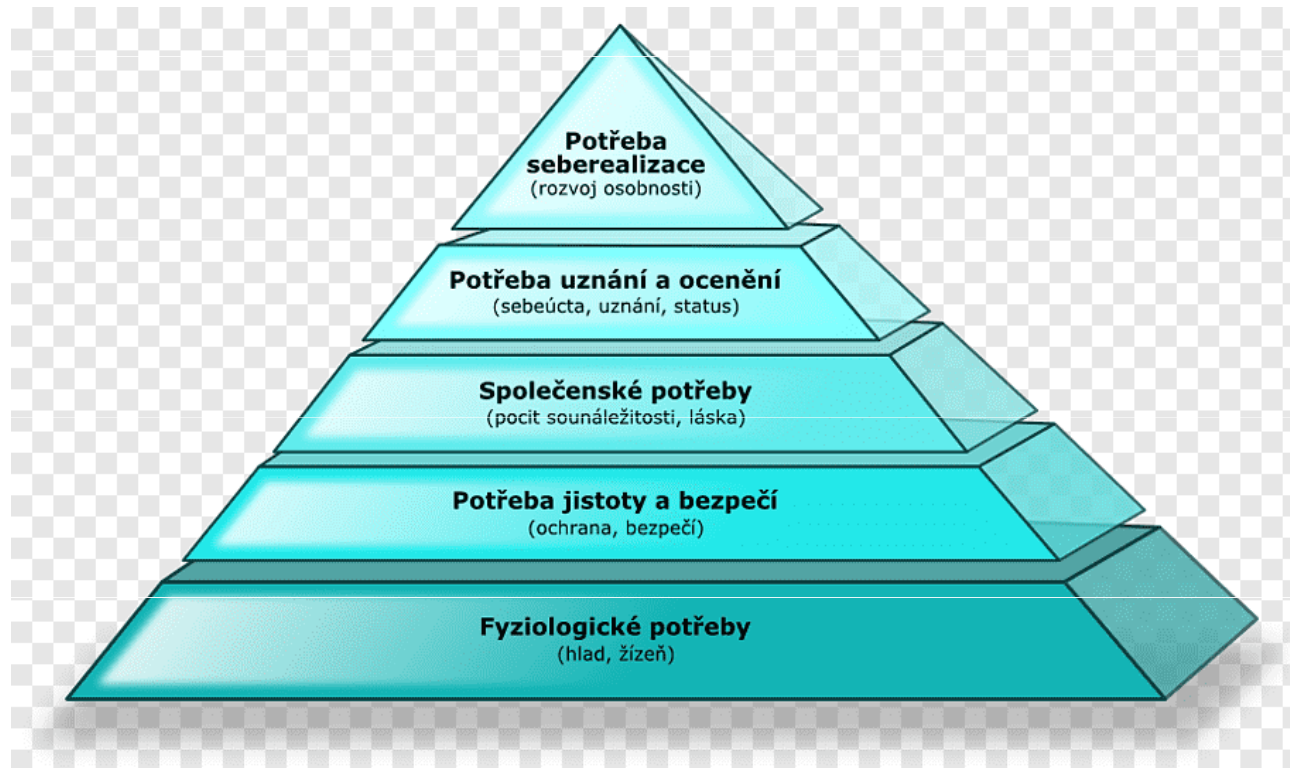 Potřeba
seberealizace
(rozvoj osobnosti)
Potřeba uznání a ocenění
(sebeúcta, uznání, status)
Společenské potřeby
(pocit sounáležitosti, láska)
Potřeba jistoty a bezpečí
(ochrana, bezpečí)
Fyziologické potřeby
(hlad, žízeň)